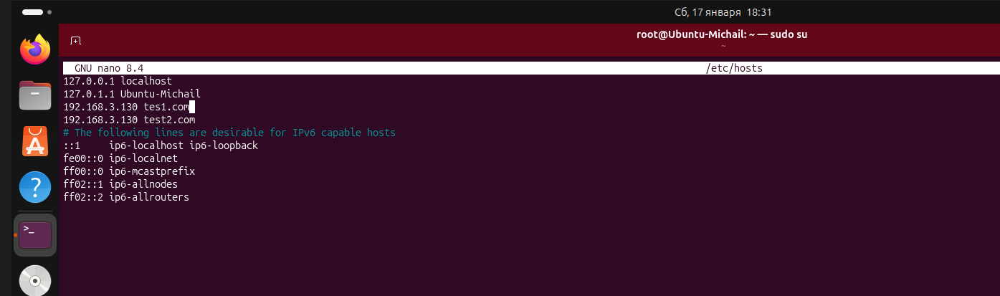 Сб, 17 января 18:31
root@Ubuntu-Michail: ~ — sudo su
~
GNU nano 8.4 /etc/hosts
127.0.0.1 localhost
127.0.1.1 Ubuntu-Michail
192.168.3.130 tes1.com
192.168.3.130 test2.com
# The following lines are desirable for IPv6 capable hosts
::1     ip6-localhost ip6-loopback
fe00::0 ip6-localnet
ff00::0 ip6-mcastprefix
ff02::1 ip6-allnodes
ff02::2 ip6-allrouters